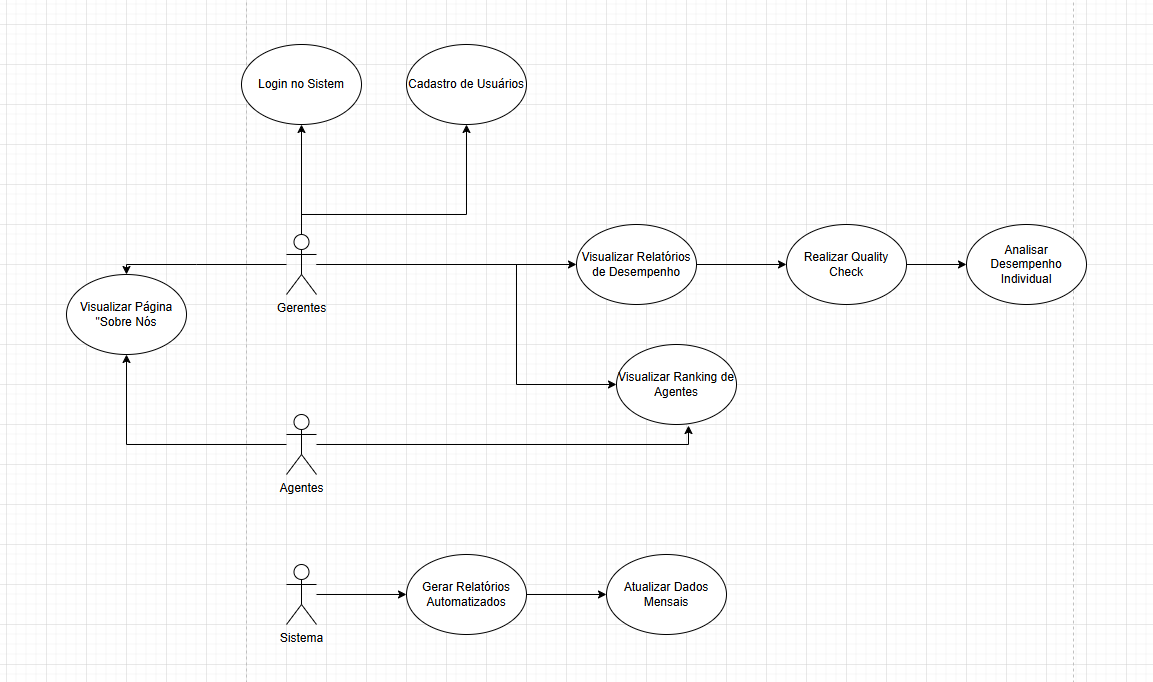 Login no Sistem
Cadastro de Usuários
Visualizar Relatórios
de Desempenho
Realizar Quality
Check
Analisar
Desempenho
Individual
Gerentes
Visualizar Página
"Sobre Nós
Visualizar Ranking de
Agentes
Agentes
Gerar Relatórios
Automatizados
Atualizar Dados
Mensais
Sistema